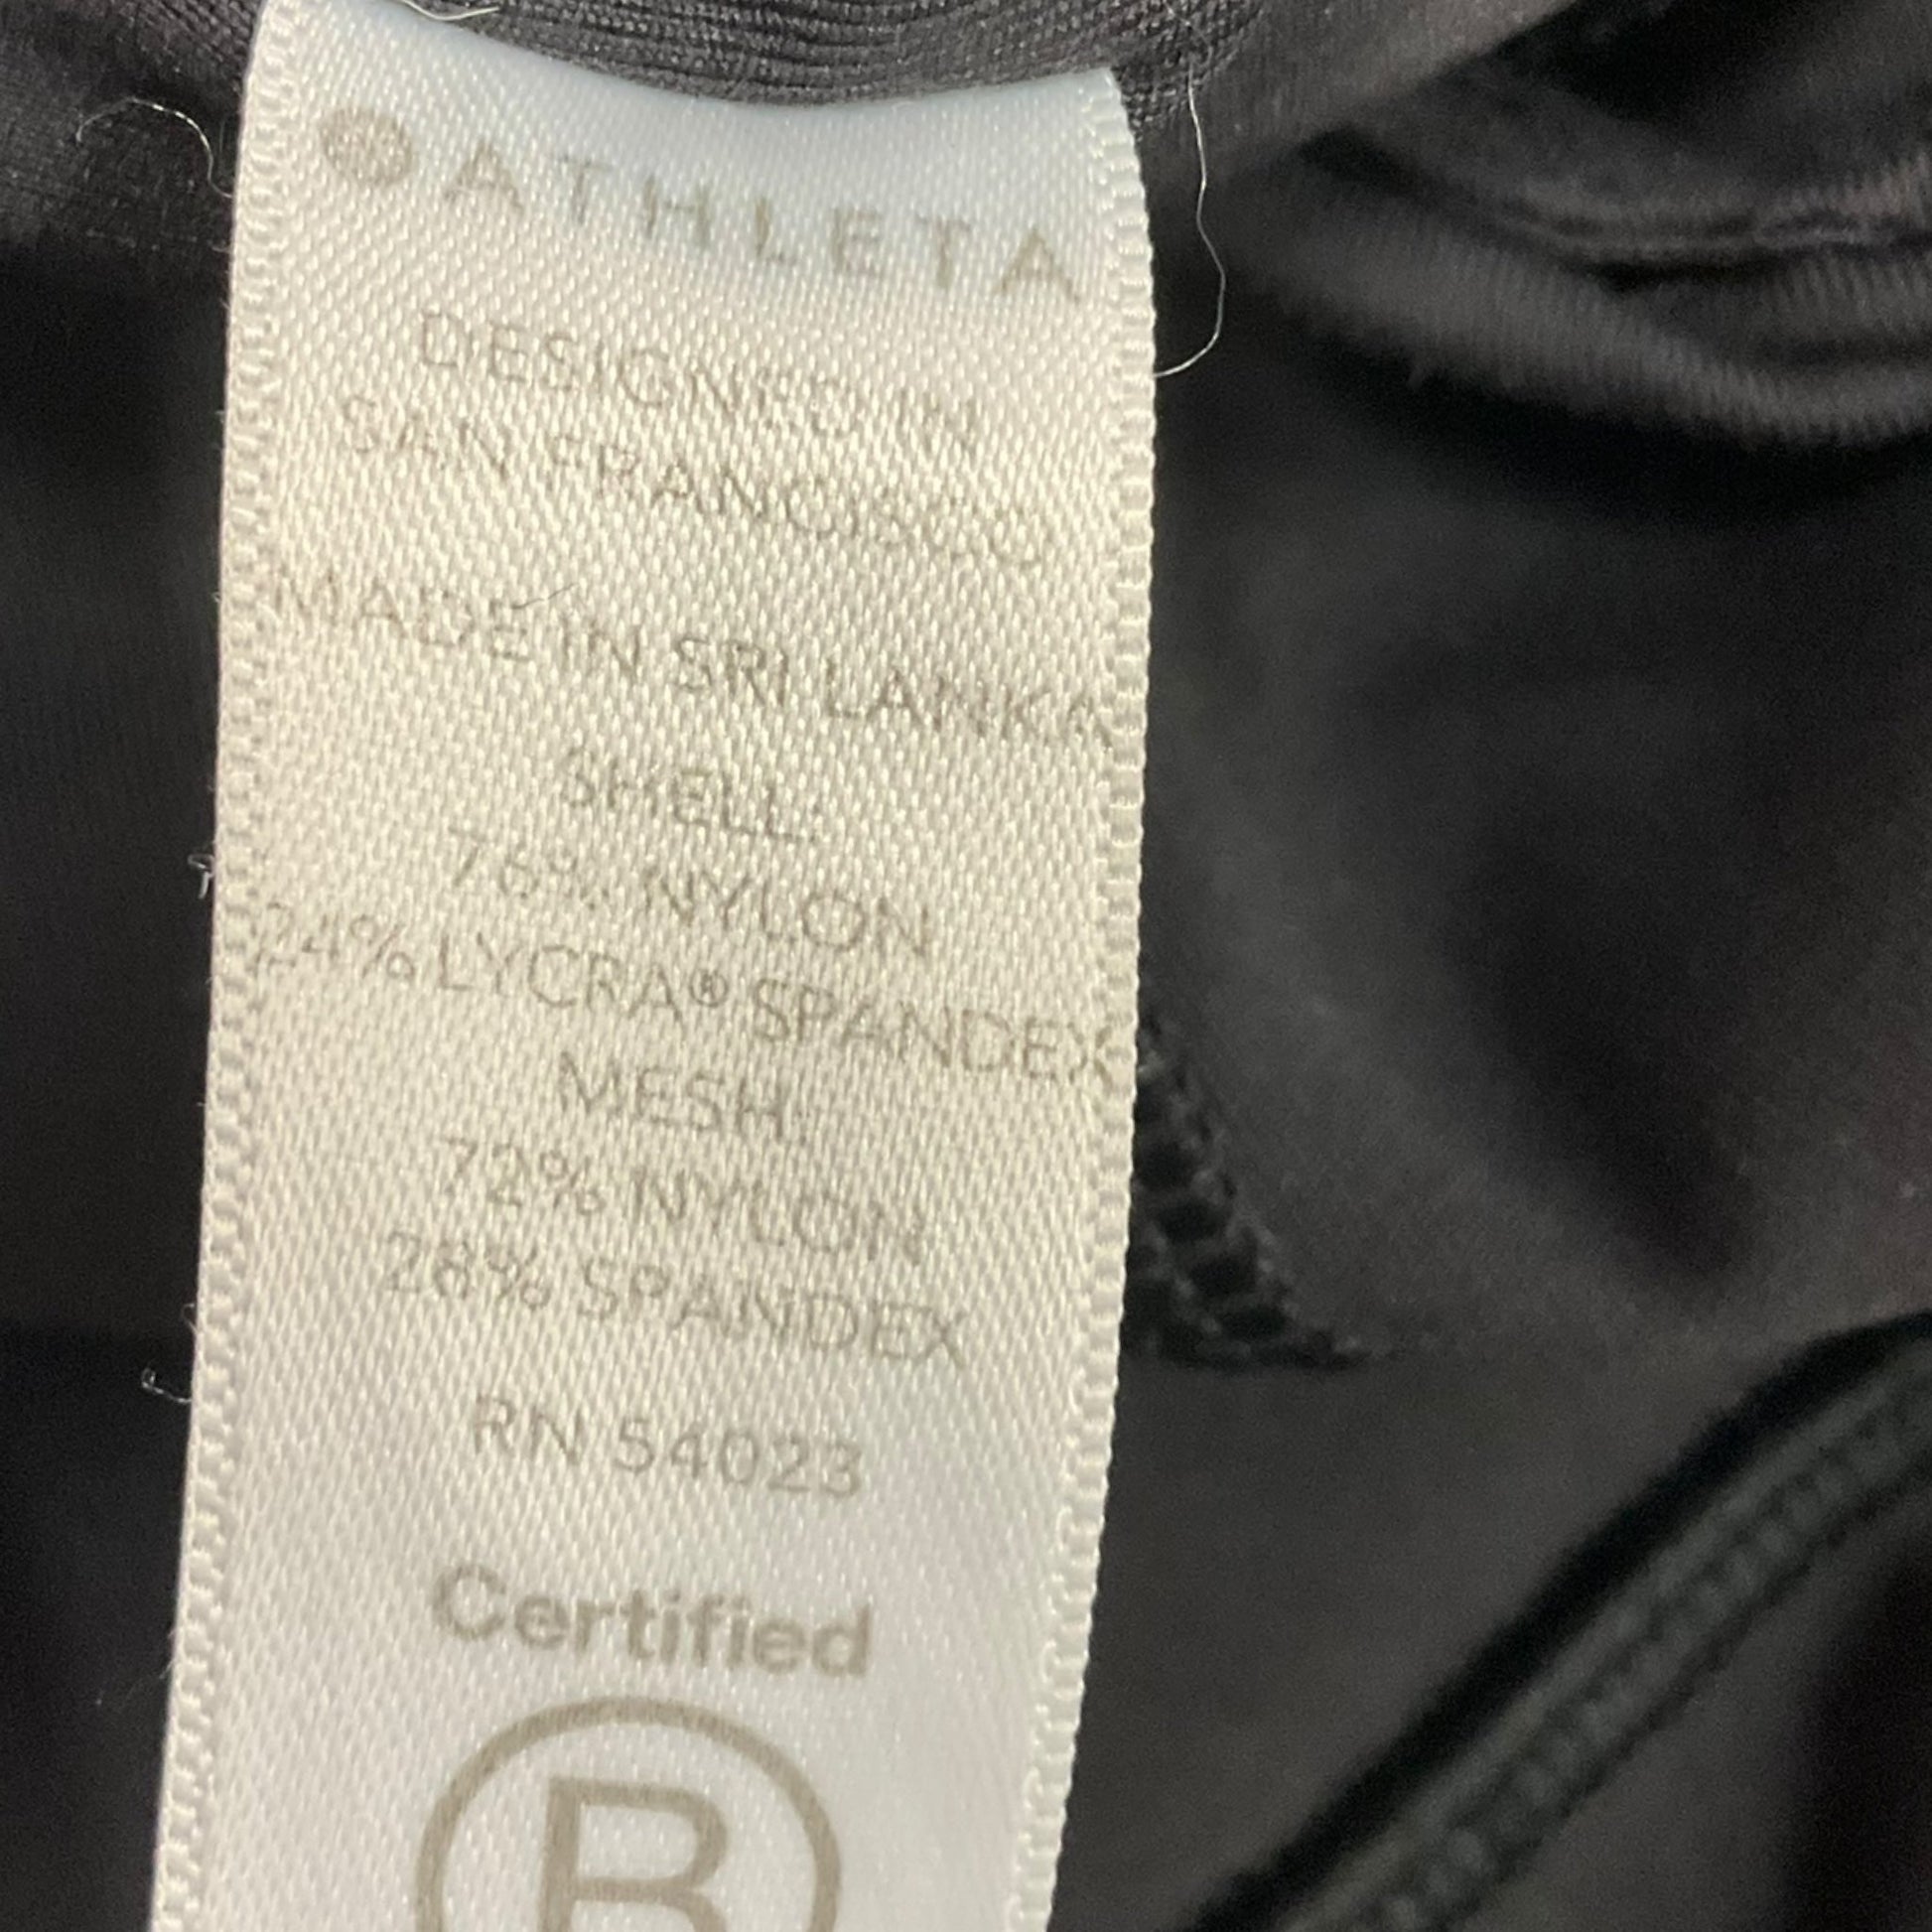 ATHLETA
DESIGNED IN
SAN FRANCISCO
MADE IN SRI LANKA
SHELL:
76% NYLON
24% LYCRA® SPANDEX
MESH:
72% NYLON
28% SPANDEX
RN 54023
Certified
B